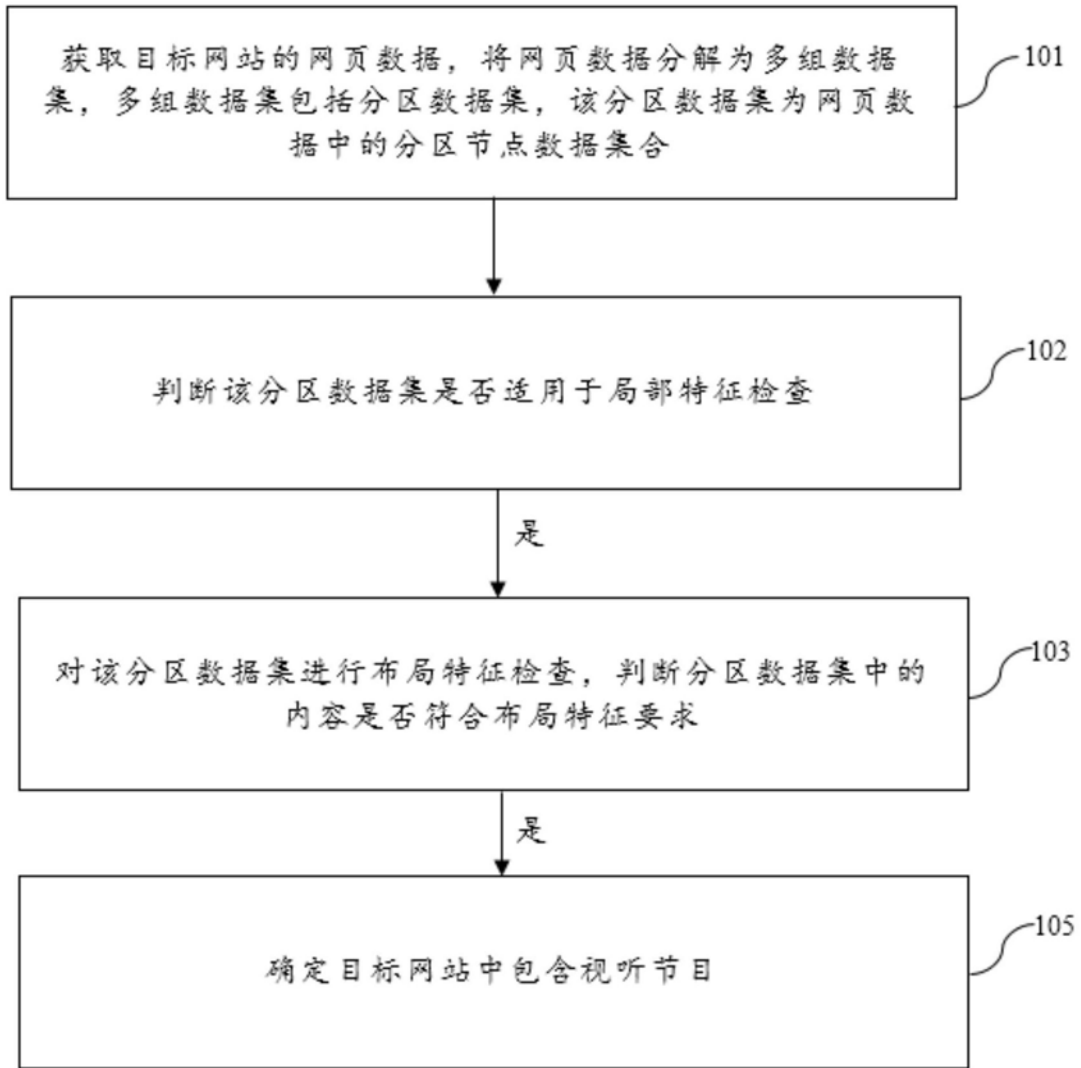 获取目标网站的网页数据，将网页数据分解为多组数据
集，多组数据集包括分区数据集，该分区数据集为网页数
据中的分区节点数据集合
101
判断该分区数据集是否适用于局部特征检查
102
是
对该分区数据集进行布局特征检查，判断分区数据集中的
内容是否符合布局特征要求
103
是
确定目标网站中包含视听节目
105